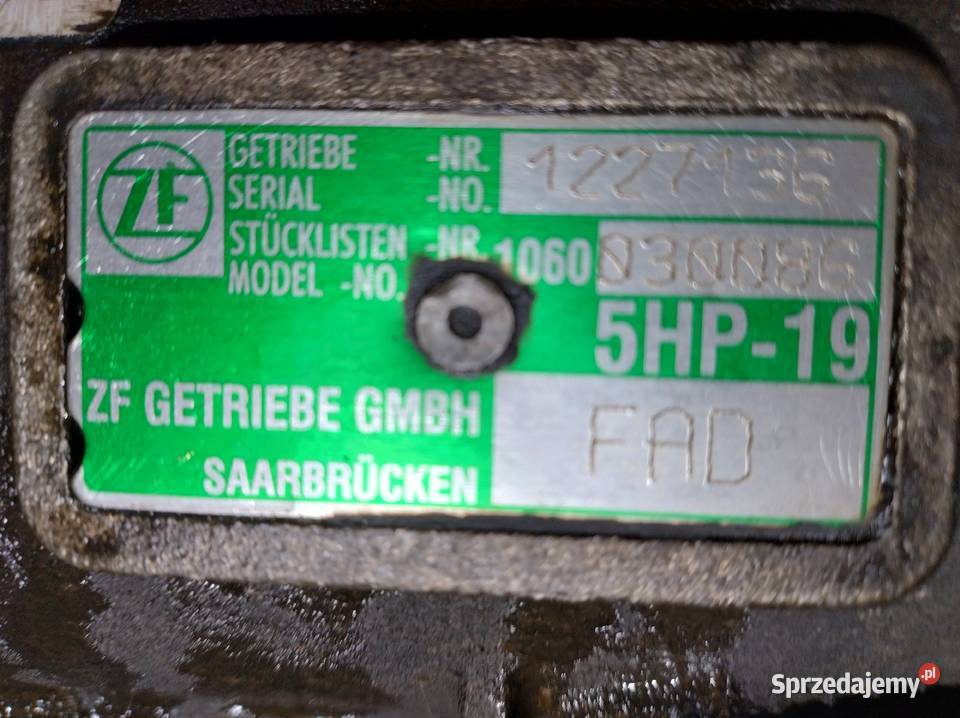 ZF
GETRIEBE -NR. 1227136
SERIAL -NO.
STÜCKLISTEN -NR. 1060 030086
MODEL -NO.
5HP-19
ZF GETRIEBE GMBH FAD
SAARBRÜCKEN
Sprzedajemy.pl